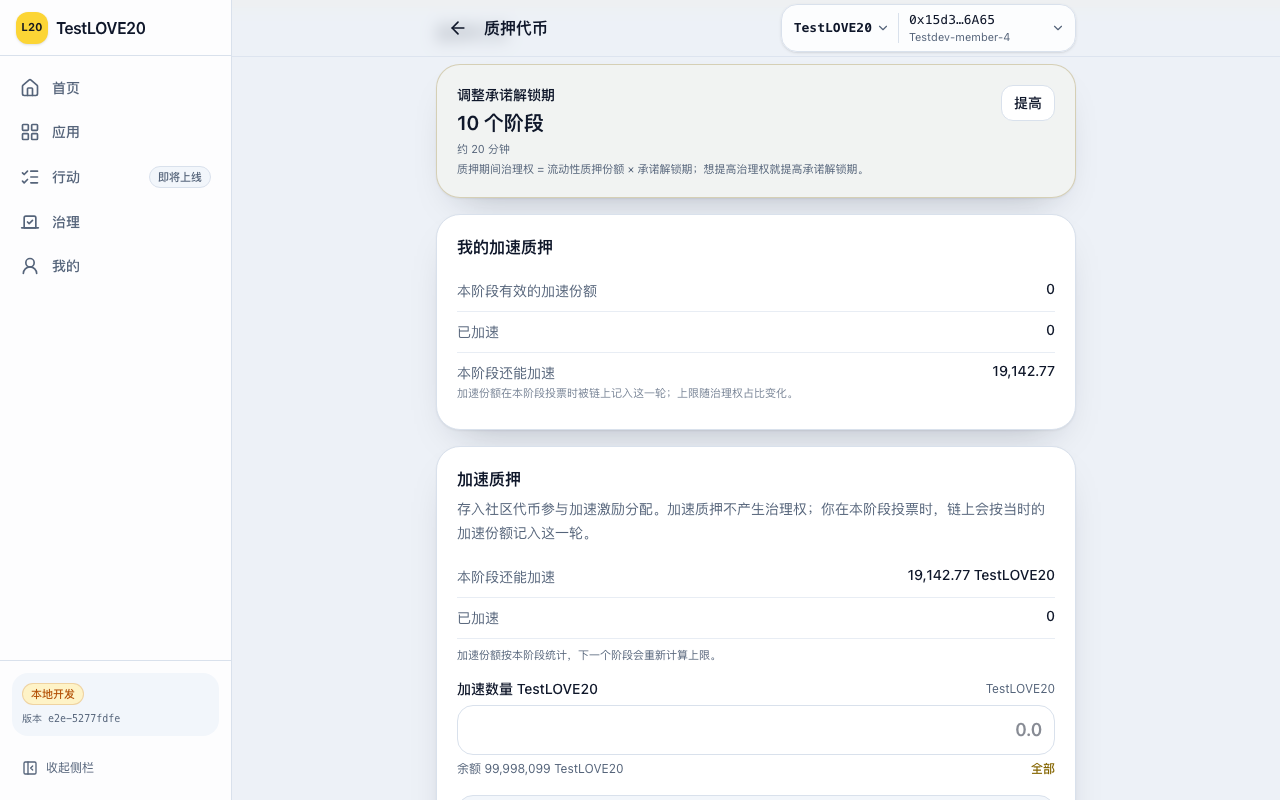 L20 TestLOVE20
首页
应用
行动 即将上线
治理
我的
本地开发
版本 e2e-5277fdfe
收起侧栏
质押代币
TestLOVE20
0x15d3…6A65
Testdev-member-4
调整承诺解锁期
10 个阶段
约 20 分钟
质押期间治理权 = 流动性质押份额 × 承诺解锁期；想提高治理权就提高承诺解锁期。
提高
我的加速质押
本阶段有效的加速份额 0
已加速 0
本阶段还能加速 19,142.77
加速份额在本阶段投票时被链上记入这一轮；上限随治理权占比变化。
加速质押
存入社区代币参与加速激励分配。加速质押不产生治理权；你在本阶段投票时，链上会按当时的
加速份额记入这一轮。
本阶段还能加速 19,142.77 TestLOVE20
已加速 0
加速份额按本阶段统计，下一个阶段会重新计算上限。
加速数量 TestLOVE20 TestLOVE20
0.0
余额 99,998,099 TestLOVE20 全部